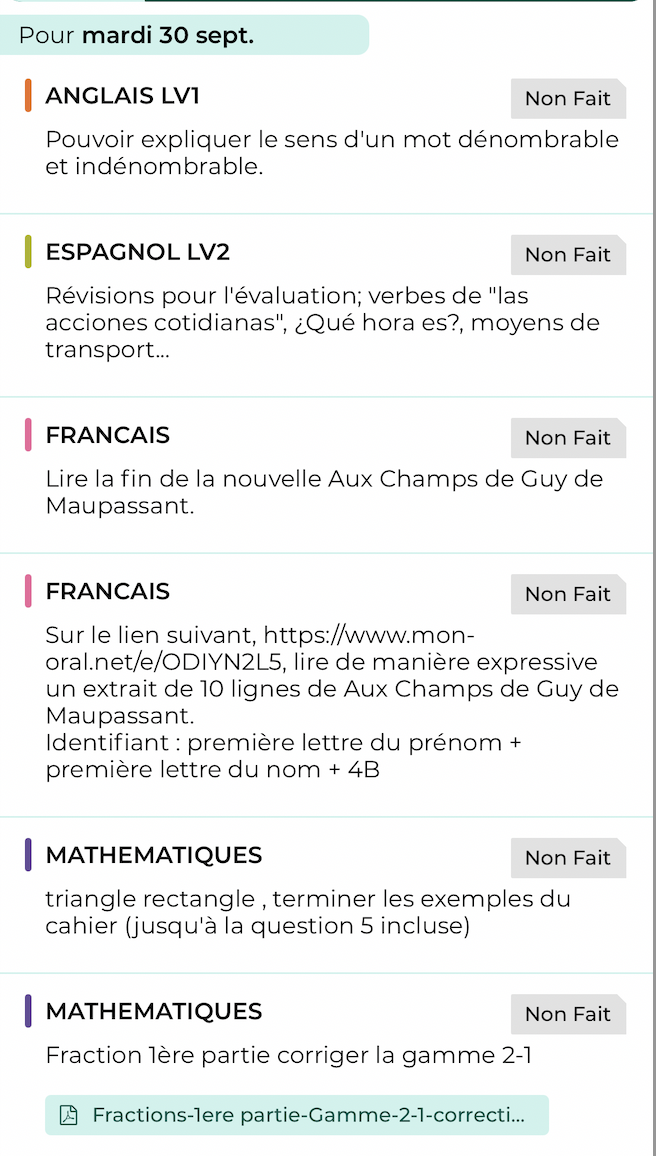 Pour mardi 30 sept.
ANGLAIS LV1
Non Fait
Pouvoir expliquer le sens d'un mot dénombrable
et indénombrable.
ESPAGNOL LV2
Non Fait
Révisions pour l'évaluation; verbes de "las
acciones cotidianas", ¿Qué hora es?, moyens de
transport...
FRANCAIS
Non Fait
Lire la fin de la nouvelle Aux Champs de Guy de
Maupassant.
FRANCAIS
Non Fait
Sur le lien suivant, https://www.mon-
oral.net/e/ODIYN2L5, lire de manière expressive
un extrait de 10 lignes de Aux Champs de Guy de
Maupassant.
Identifiant : première lettre du prénom +
première lettre du nom + 4B
MATHEMATIQUES
Non Fait
triangle rectangle , terminer les exemples du
cahier (jusqu'à la question 5 incluse)
MATHEMATIQUES
Non Fait
Fraction 1ère partie corriger la gamme 2-1
Fractions-1ere partie-Gamme-2-1-correcti...